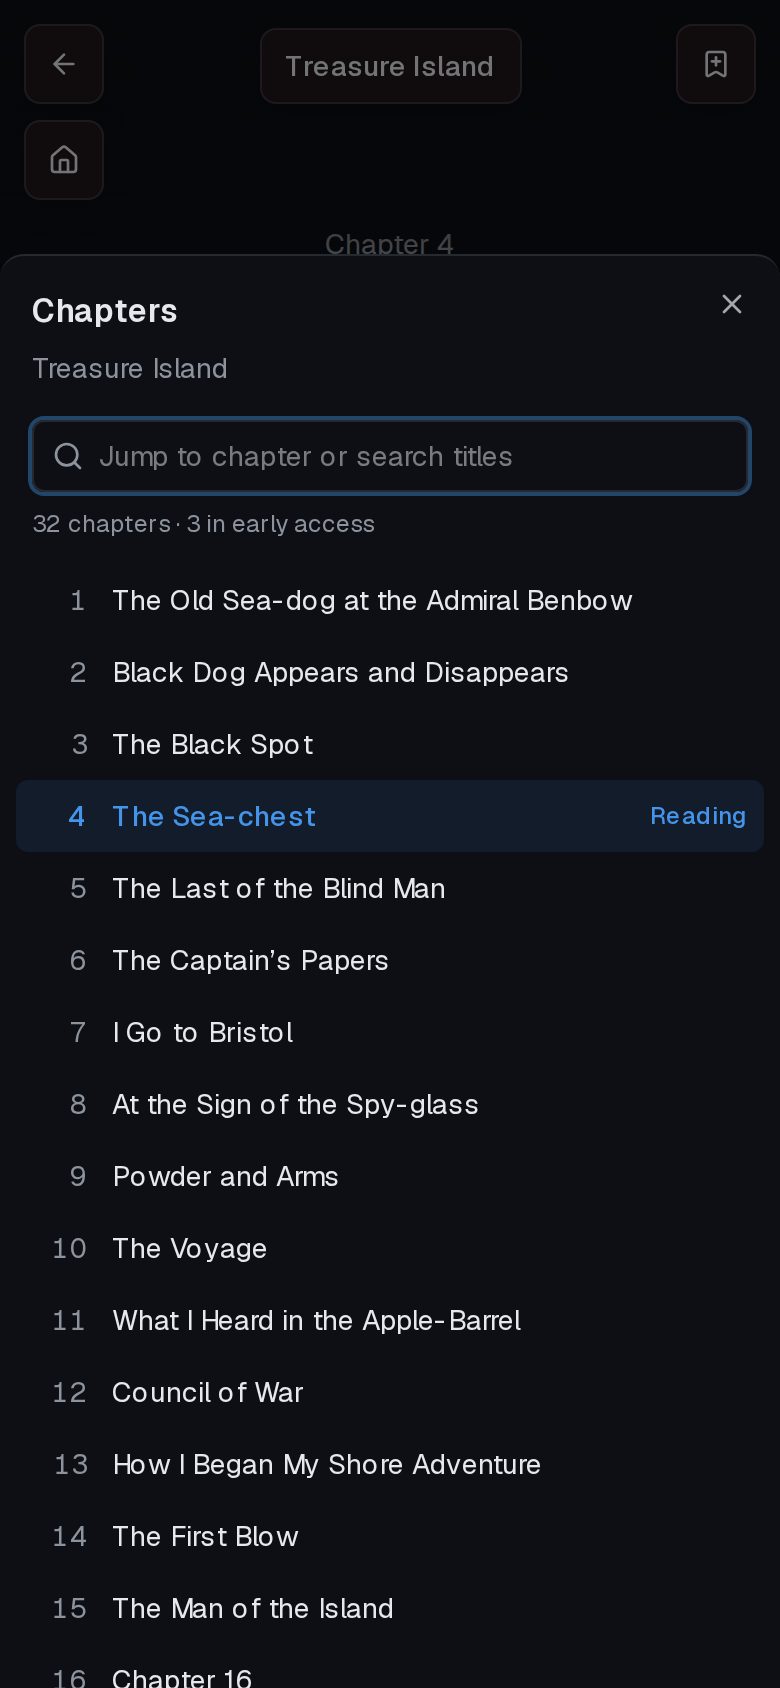 Treasure Island
Chapter 4
Chapters
Treasure Island
Jump to chapter or search titles
32 chapters · 3 in early access
1 The Old Sea-dog at the Admiral Benbow
2 Black Dog Appears and Disappears
3 The Black Spot
4 The Sea-chest Reading
5 The Last of the Blind Man
6 The Captain’s Papers
7 I Go to Bristol
8 At the Sign of the Spy-glass
9 Powder and Arms
10 The Voyage
11 What I Heard in the Apple-Barrel
12 Council of War
13 How I Began My Shore Adventure
14 The First Blow
15 The Man of the Island
16 Chapter 16